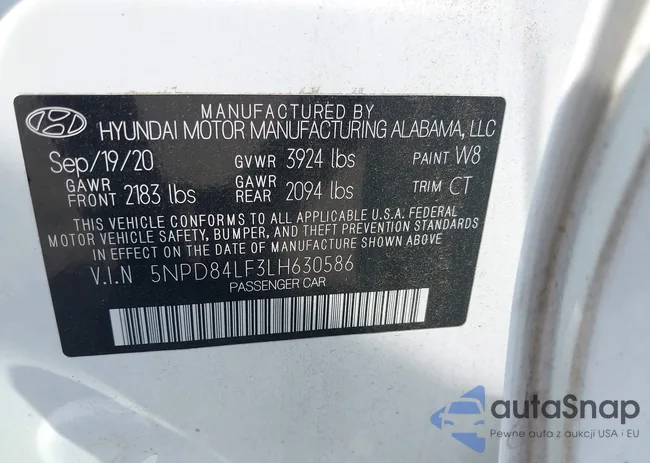 MANUFACTURED BY
HYUNDAI MOTOR MANUFACTURING ALABAMA, LLC
Sep/19/20 GVWR 3924 lbs PAINT W8
GAWR FRONT 2183 lbs GAWR REAR 2094 lbs TRIM CT
THIS VEHICLE CONFORMS TO ALL APPLICABLE U.S.A. FEDERAL
MOTOR VEHICLE SAFETY, BUMPER, AND THEFT PREVENTION STANDARDS
IN EFFECT ON THE DATE OF MANUFACTURE SHOWN ABOVE
V.I.N 5NPD84LF3LH630586
PASSENGER CAR
autaSnap
Pewne auta z aukcji USA i EU